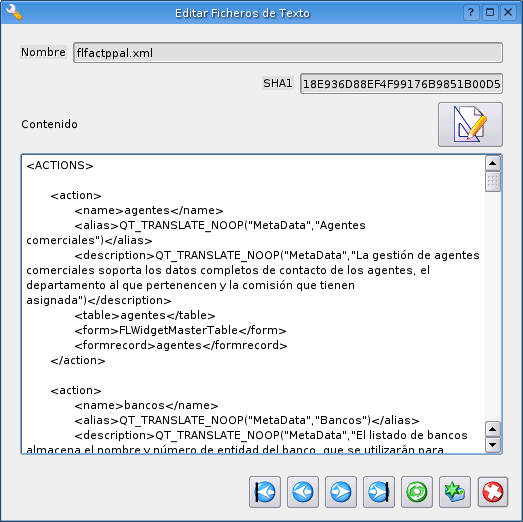 Editar Ficheros de Texto
Nombre flfactppal.xml
SHA1 18E936D88EF4F99176B9851B00D5
Contenido
<ACTIONS>
<action>
<name>agentes</name>
<alias>QT_TRANSLATE_NOOP("MetaData","Agentes
comerciales")</alias>
<description>QT_TRANSLATE_NOOP("MetaData","La gestión de agentes
comerciales soporta los datos completos de contacto de los agentes, el
departamento al que pertenencen y la comisión que tienen
asignada")</description>
<table>agentes</table>
<form>FLWidgetMasterTable</form>
<formrecord>agentes</formrecord>
</action>
<action>
<name>bancos</name>
<alias>QT_TRANSLATE_NOOP("MetaData","Bancos")</alias>
<description>QT_TRANSLATE_NOOP("MetaData","El listado de bancos
almacena el nombre y número de entidad del banco, que se utilizarán para